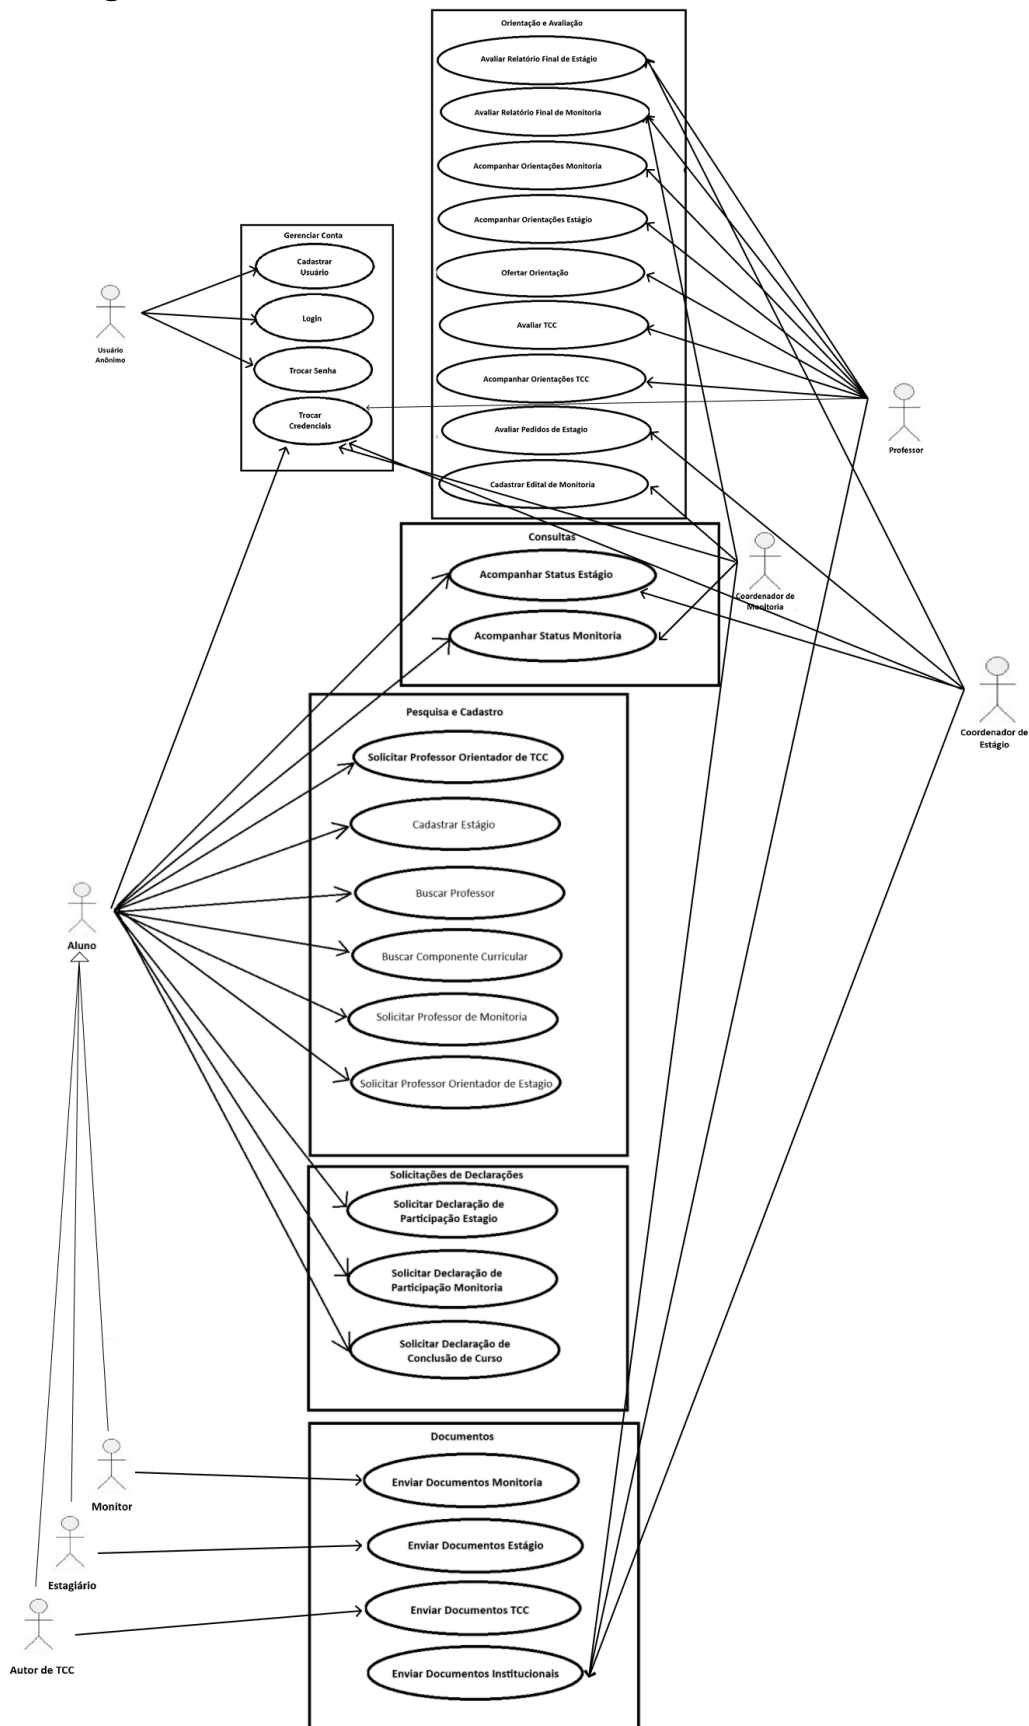 Orientação e Avaliação
Avaliar Relatório Final de Estágio
Avaliar Relatório Final de Monitoria
Acompanhar Orientações Monitoria
Acompanhar Orientações Estágio
Ofertar Orientação
Avaliar TCC
Acompanhar Orientações TCC
Avaliar Pedidos de Estagio
Cadastrar Edital de Monitoria
Gerenciar Conta
Cadastrar
Usuário
Login
Trocar Senha
Trocar
Credenciais
Usuário
Anônimo
Professor
Consultas
Acompanhar Status Estágio
Acompanhar Status Monitoria
Coordenador de
Monitoria
Coordenador de
Estágio
Pesquisa e Cadastro
Solicitar Professor Orientador de TCC
Cadastrar Estágio
Buscar Professor
Buscar Componente Curricular
Solicitar Professor de Monitoria
Solicitar Professor Orientador de Estagio
Aluno
Solicitações de Declarações
Solicitar Declaração de
Participação Estagio
Solicitar Declaração de
Participação Monitoria
Solicitar Declaração de
Conclusão de Curso
Documentos
Enviar Documentos Monitoria
Enviar Documentos Estágio
Enviar Documentos TCC
Enviar Documentos Institucionais
Monitor
Estagiário
Autor de TCC